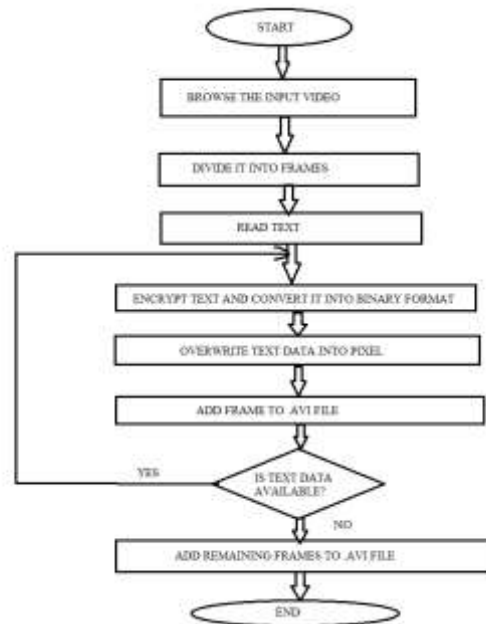 START
BROWSE THE INPUT VIDEO
DIVIDE IT INTO FRAMES
READ TEXT
ENCRYPT TEXT AND CONVERT IT INTO BINARY FORMAT
OVERWRITE TEXT DATA INTO PIXEL
ADD FRAME TO .AVI FILE
YES
IS TEXT DATA
AVAILABLE?
NO
ADD REMAINING FRAMES TO .AVI FILE
END